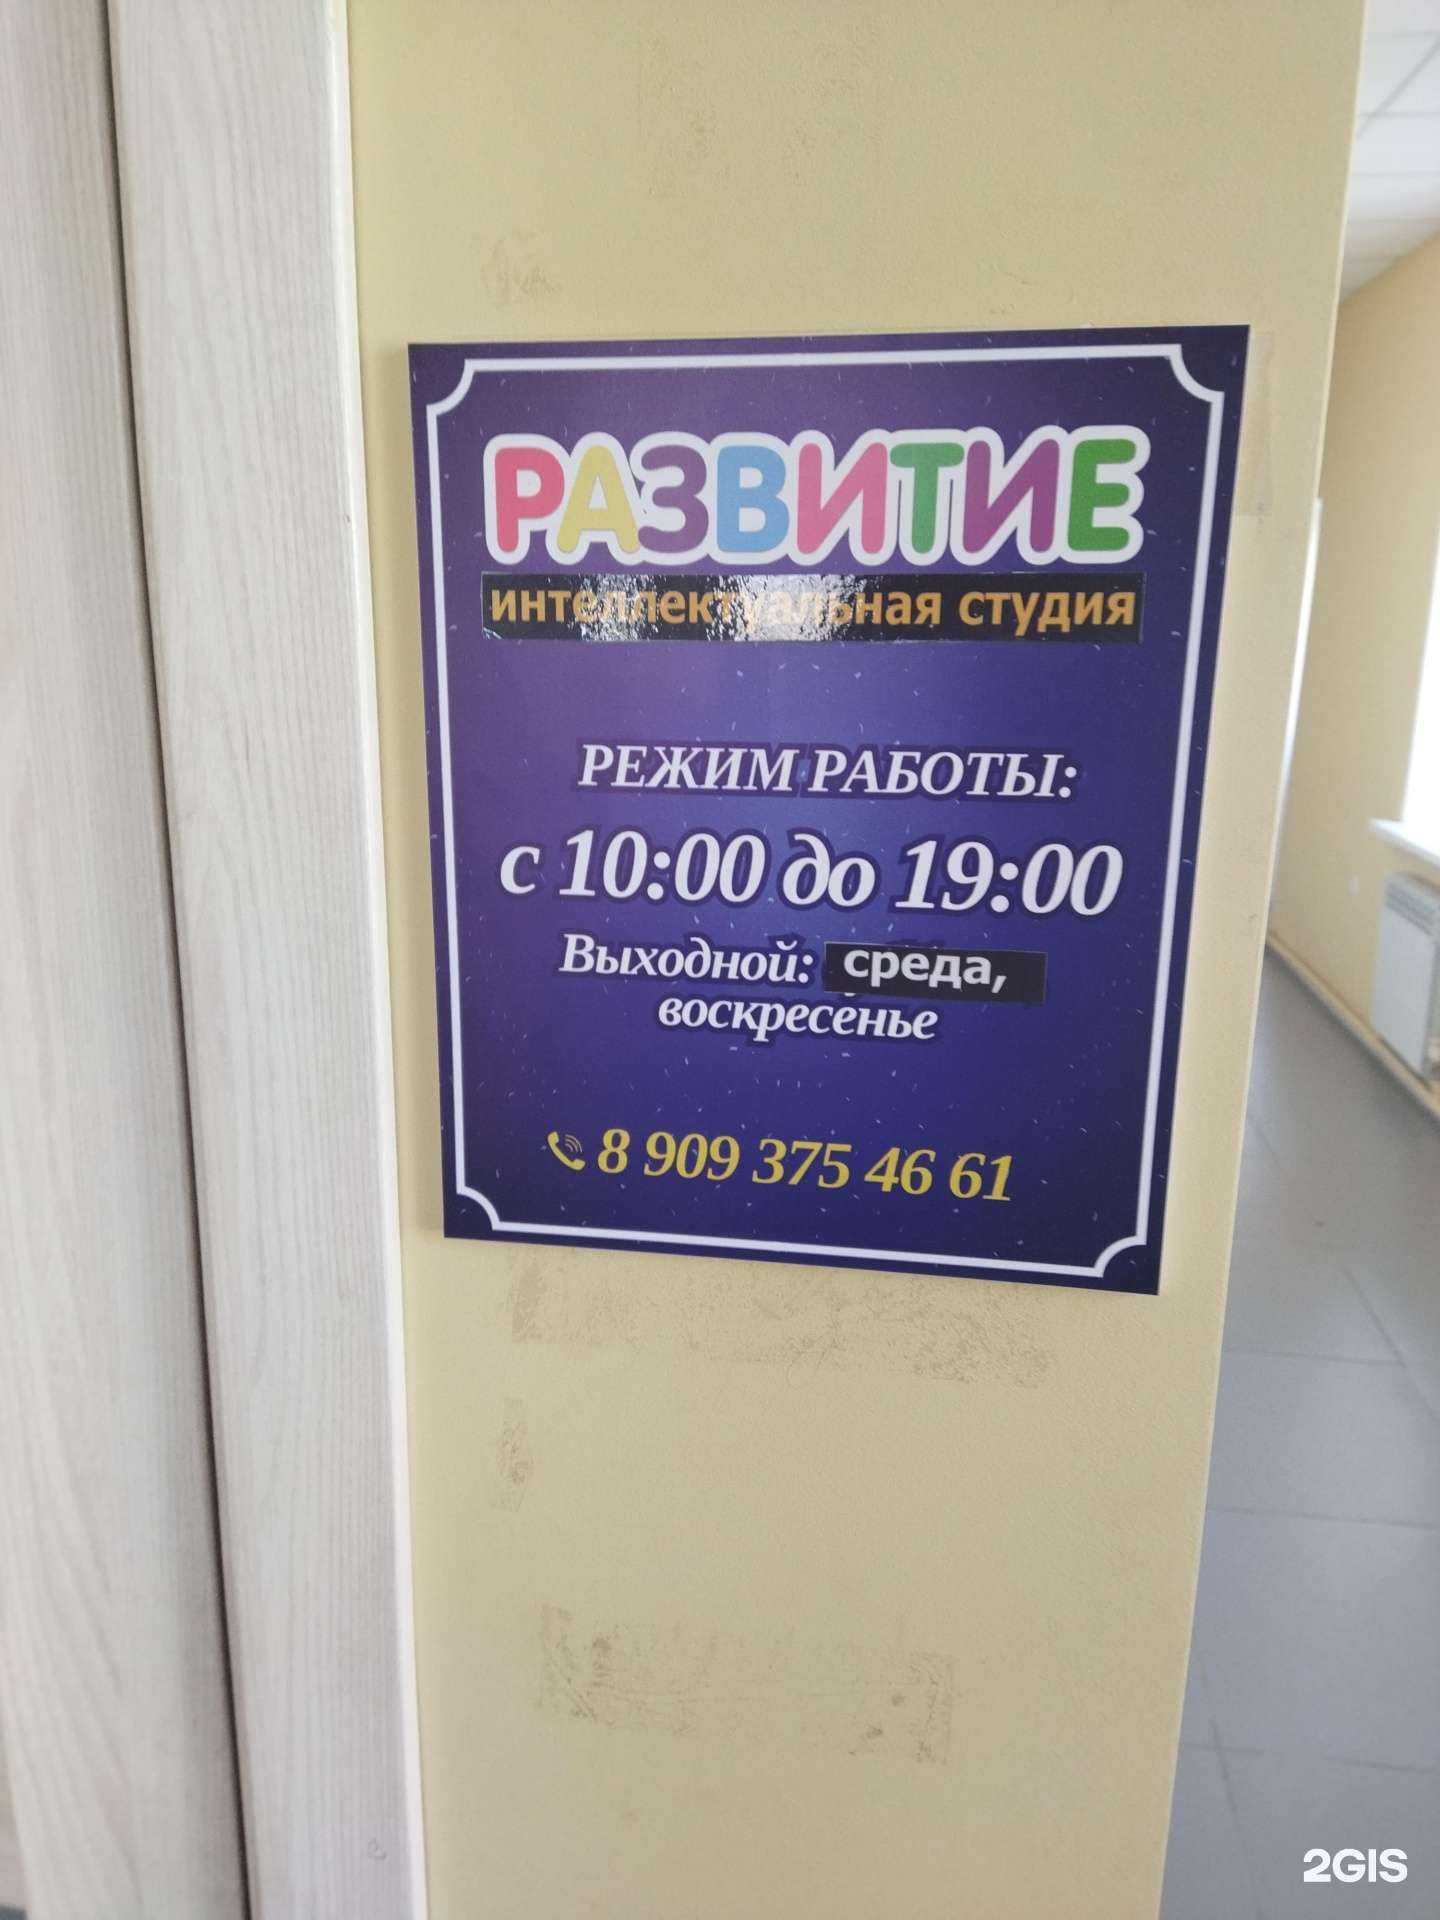 РАЗВИТИЕ
интеллектуальная студия
РЕЖИМ РАБОТЫ:
с 10:00 до 19:00
Выходной: среда,
воскресенье
8 909 375 46 61
2GIS